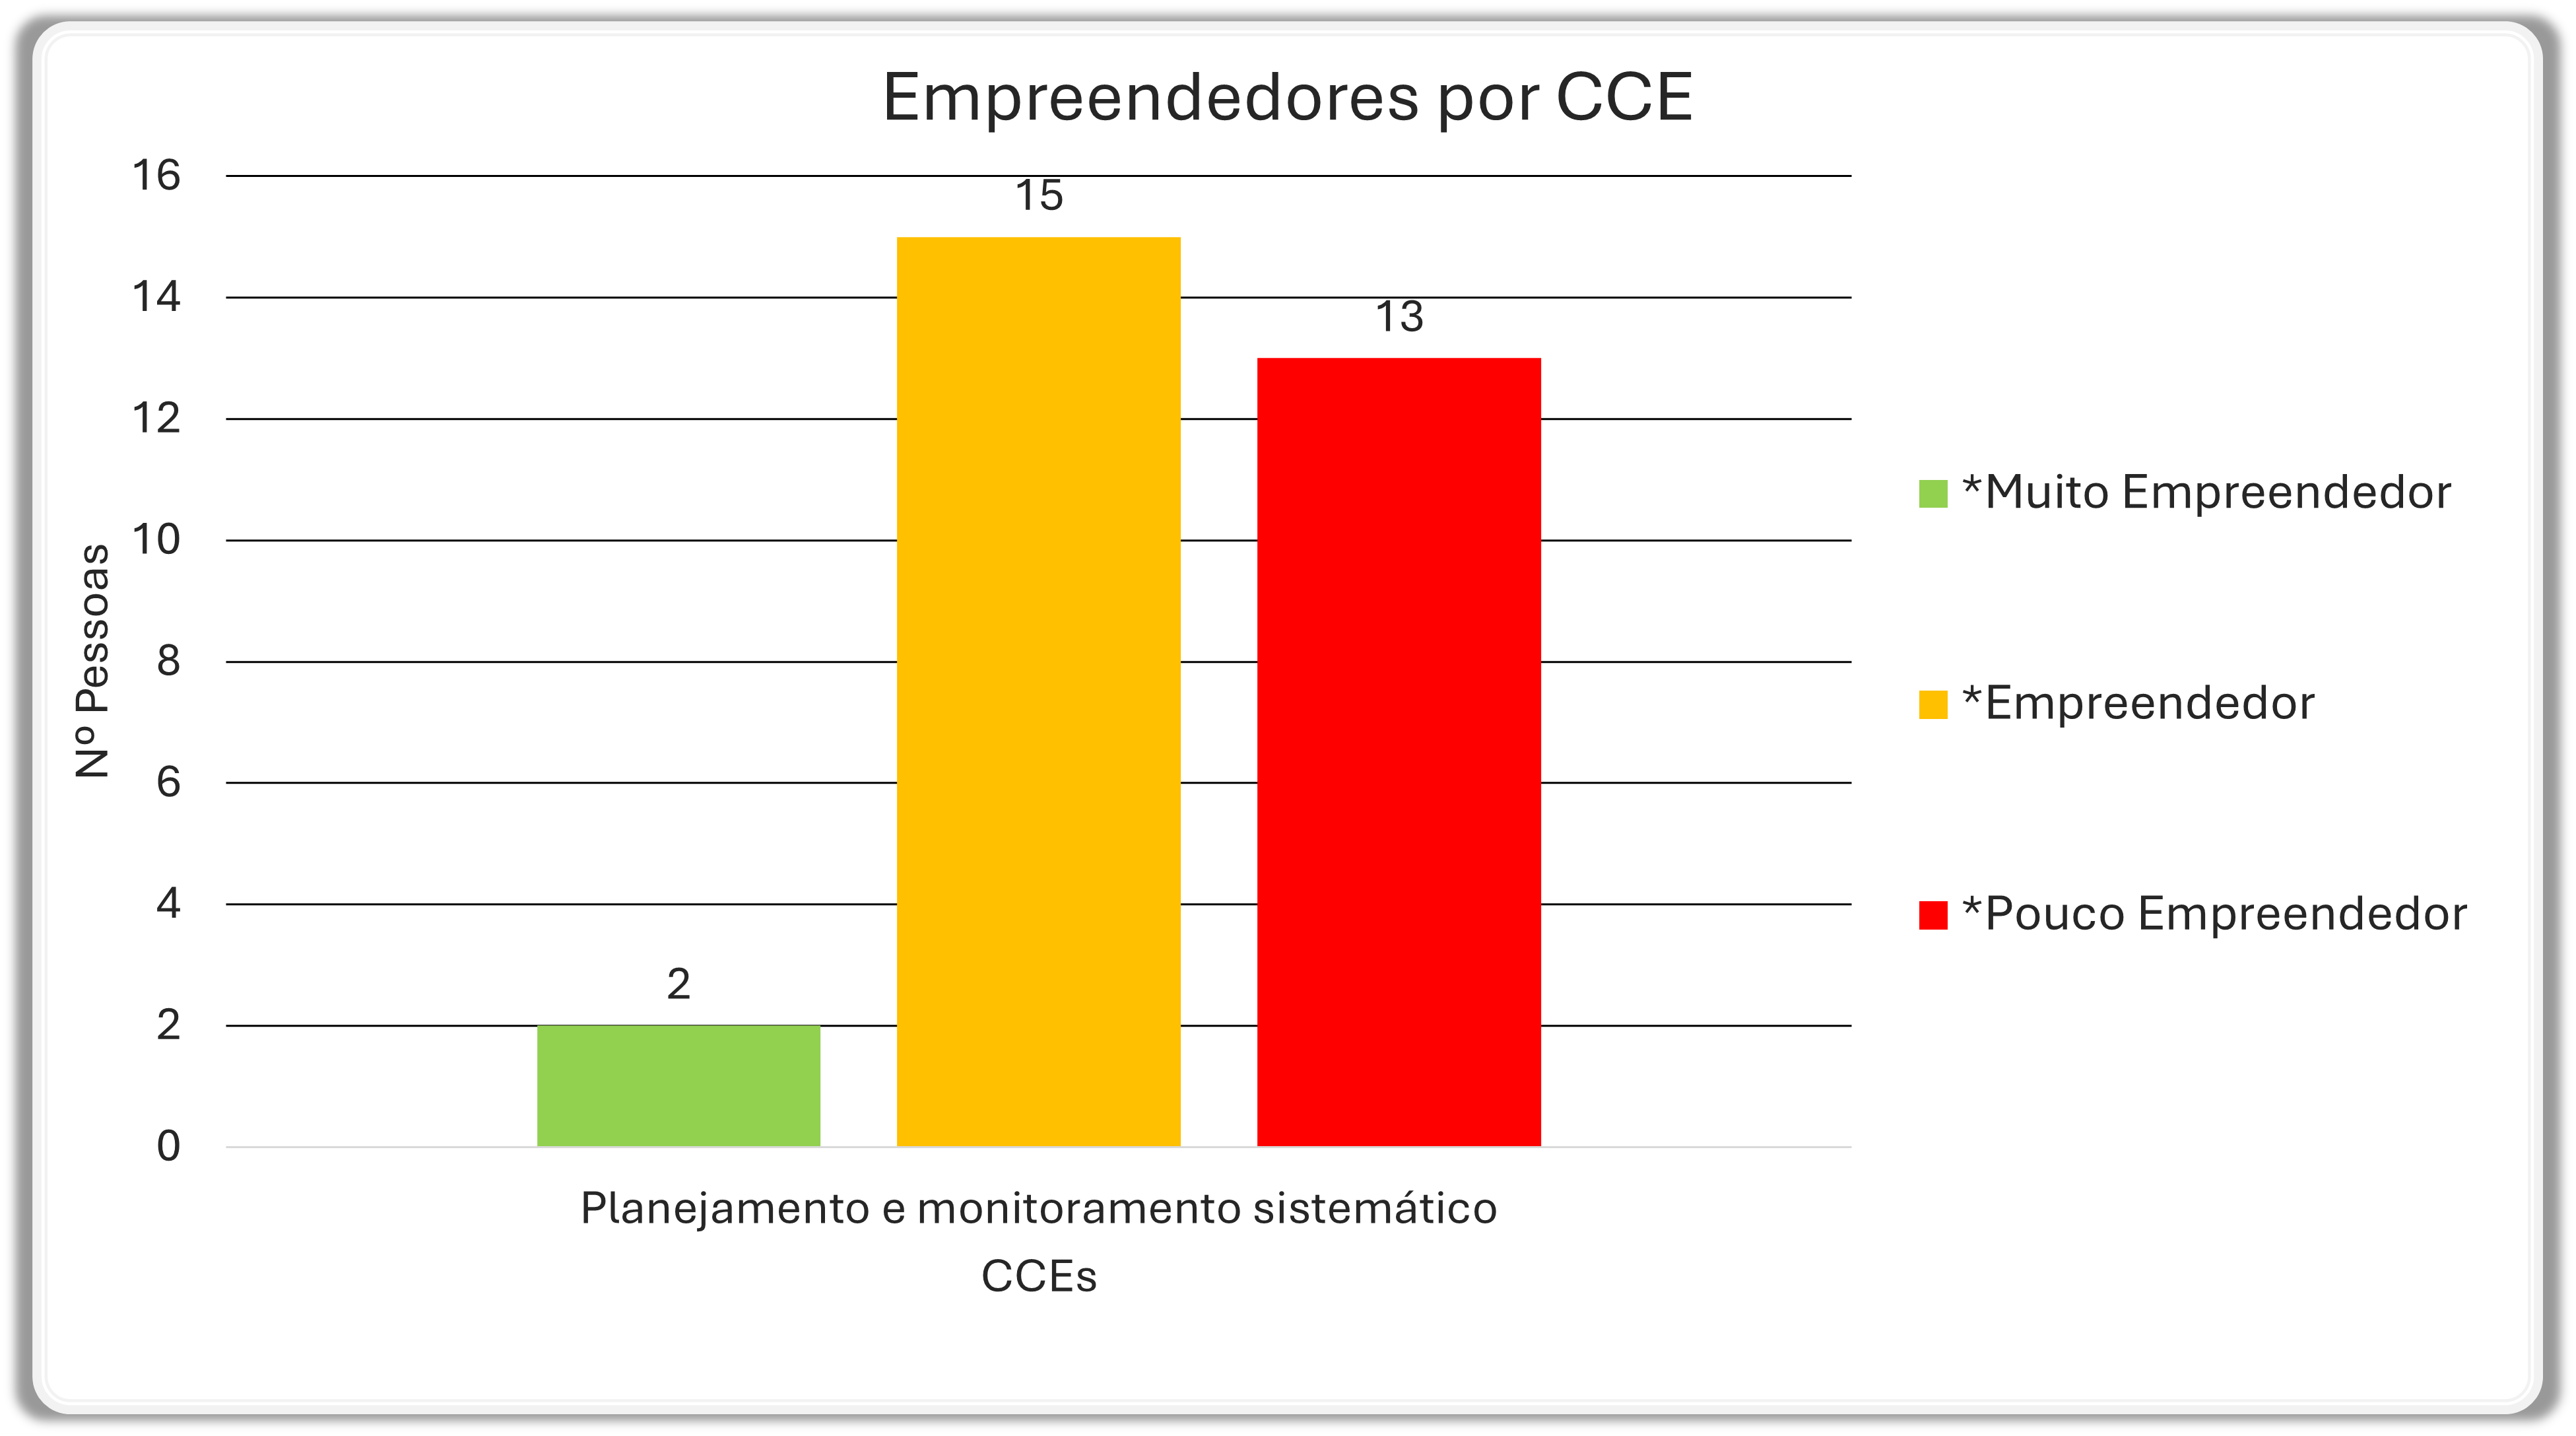 Empreendedores por CCE
16
14
12
10
8
6
4
2
0
Nº Pessoas
2
15
13
Planejamento e monitoramento sistemático
CCEs
*Muito Empreendedor
*Empreendedor
*Pouco Empreendedor